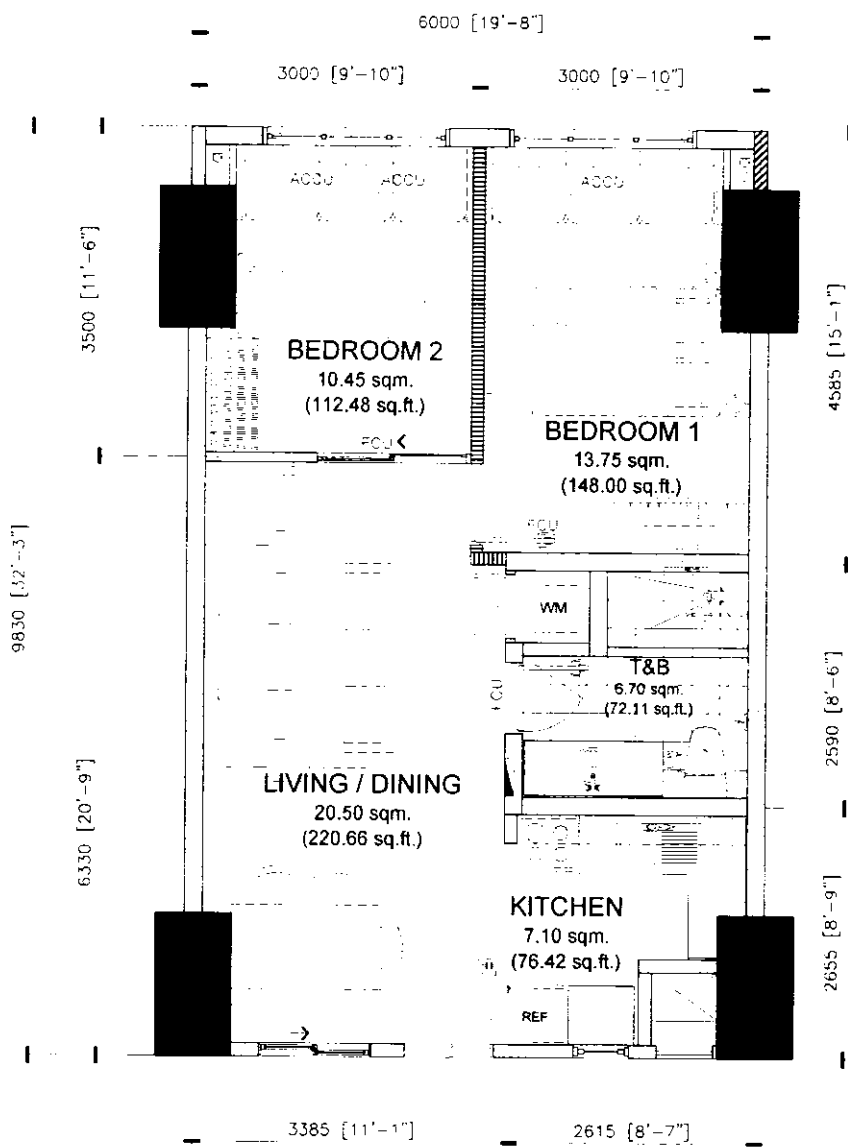 6000 [19'-8"]
3000 [9'-10"]
3000 [9'-10"]
ACCU
ACCU
ACCU
3500 [11'-6"]
4585 [15'-1"]
BEDROOM 2
10.45 sqm.
(112.48 sq.ft.)
FCU
BEDROOM 1
13.75 sqm.
(148.00 sq.ft.)
FCU
9830 [32'-3"]
WM
T&B
6.70 sqm.
(72.11 sq.ft.)
FCU
2590 [8'-6"]
LIVING / DINING
20.50 sqm.
(220.66 sq.ft.)
6330 [20'-9"]
KITCHEN
7.10 sqm.
(76.42 sq.ft.)
2655 [8'-9"]
REF
3385 [11'-1"]
2615 [8'-7"]